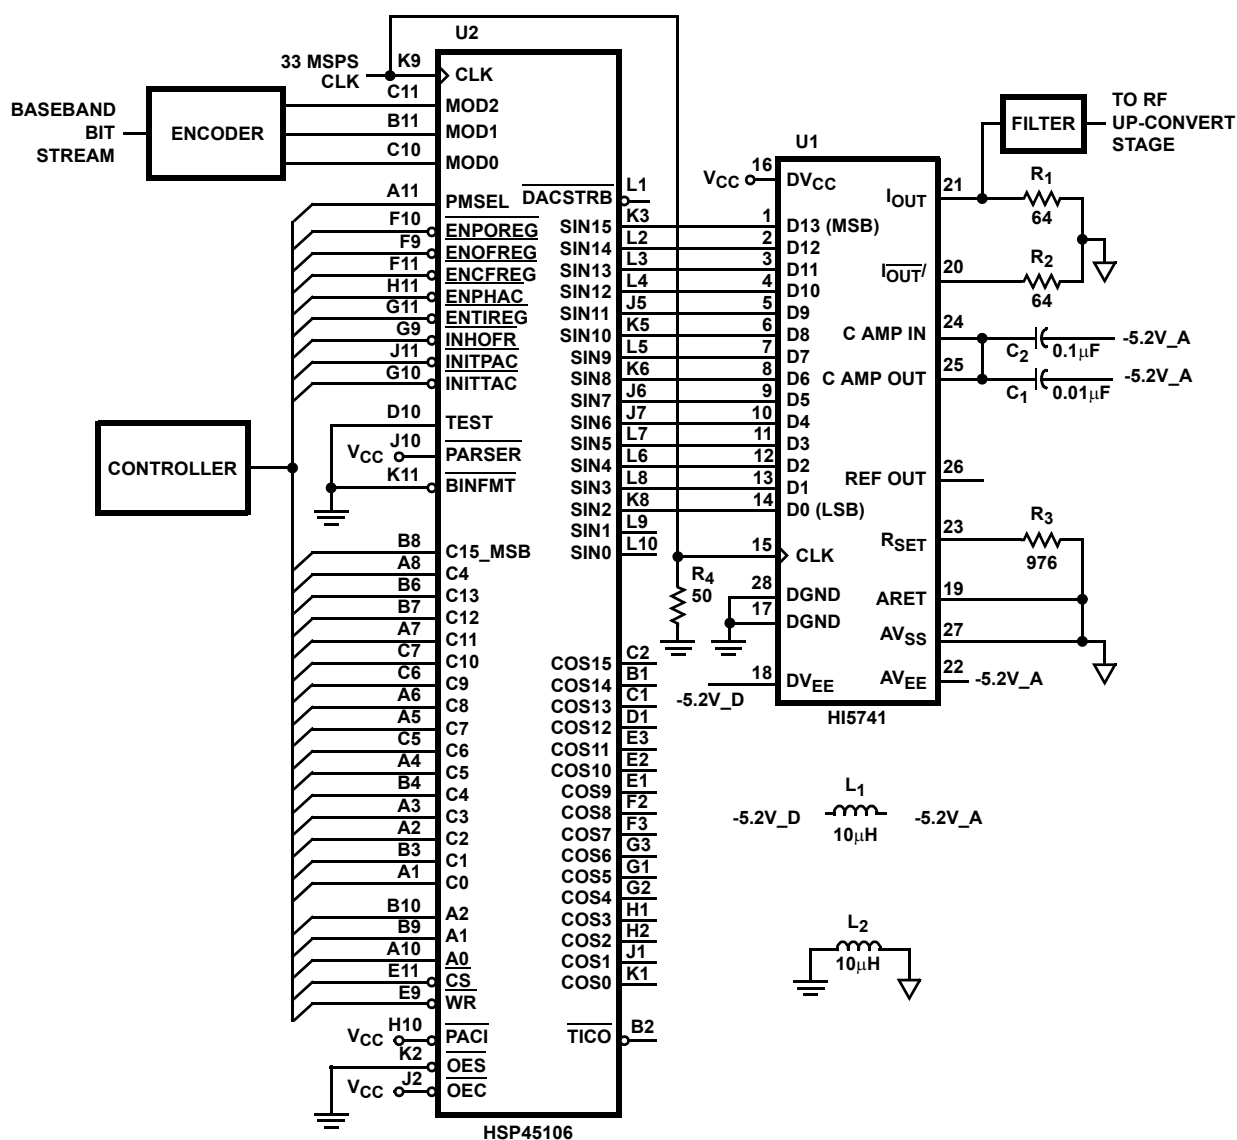 U2
33 MSPS
CLK
K9
CLK
BASEBAND
BIT
STREAM
ENCODER
C11
MOD2
B11
MOD1
C10
MOD0
A11
PMSEL
F10
ENPOREG
F9
ENOFREG
F11
ENCFREG
H11
ENPHAC
G11
ENTIREG
G9
INHOFR
J11
INITPAC
G10
INITTAC
D10
TEST
VCC
J10
PARSER
K11
BINFMT
CONTROLLER
B8
C15_MSB
A8
C4
B6
C13
B7
C12
A7
C11
C7
C10
C6
C9
A6
C8
A5
C7
C5
C6
A4
C5
B4
C4
A3
C3
A2
C2
B3
C1
A1
C0
B10
A2
B9
A1
A10
A0
E11
CS
E9
WR
VCC
H10
PACI
K2
OES
VCC
J2
OEC
HSP45106
DACSTRB
L1
SIN15
K3
SIN14
L2
SIN13
L3
SIN12
L4
SIN11
J5
SIN10
K5
SIN9
L5
SIN8
K6
SIN7
J6
SIN6
J7
SIN5
L7
SIN4
L6
SIN3
L8
SIN2
K8
SIN1
L9
SIN0
L10
COS15
C2
COS14
B1
COS13
C1
COS12
D1
COS11
E3
COS10
E2
COS9
E1
COS8
F2
COS7
F3
COS6
G3
COS5
G1
COS4
G2
COS3
H1
COS2
H2
COS1
J1
COS0
K1
TICO
B2
R4
50
U1
VCC
16
DVCC
1
D13 (MSB)
2
D12
3
D11
4
D10
5
D9
6
D8
7
D7
8
D6
9
D5
10
D4
11
D3
12
D2
13
D1
14
D0 (LSB)
15
CLK
28
DGND
17
DGND
-5.2V_D
18
DVEE
HI5741
IOUT
21
FILTER
TO RF
UP-CONVERT
STAGE
R1
64
IOUT/
20
R2
64
C AMP IN
24
C2
0.1µF
-5.2V_A
C AMP OUT
25
C1
0.01µF
-5.2V_A
REF OUT
26
RSET
23
R3
976
ARET
19
AVSS
27
AVEE
22
-5.2V_A
L1
-5.2V_D
-5.2V_A
10µH
L2
10µH